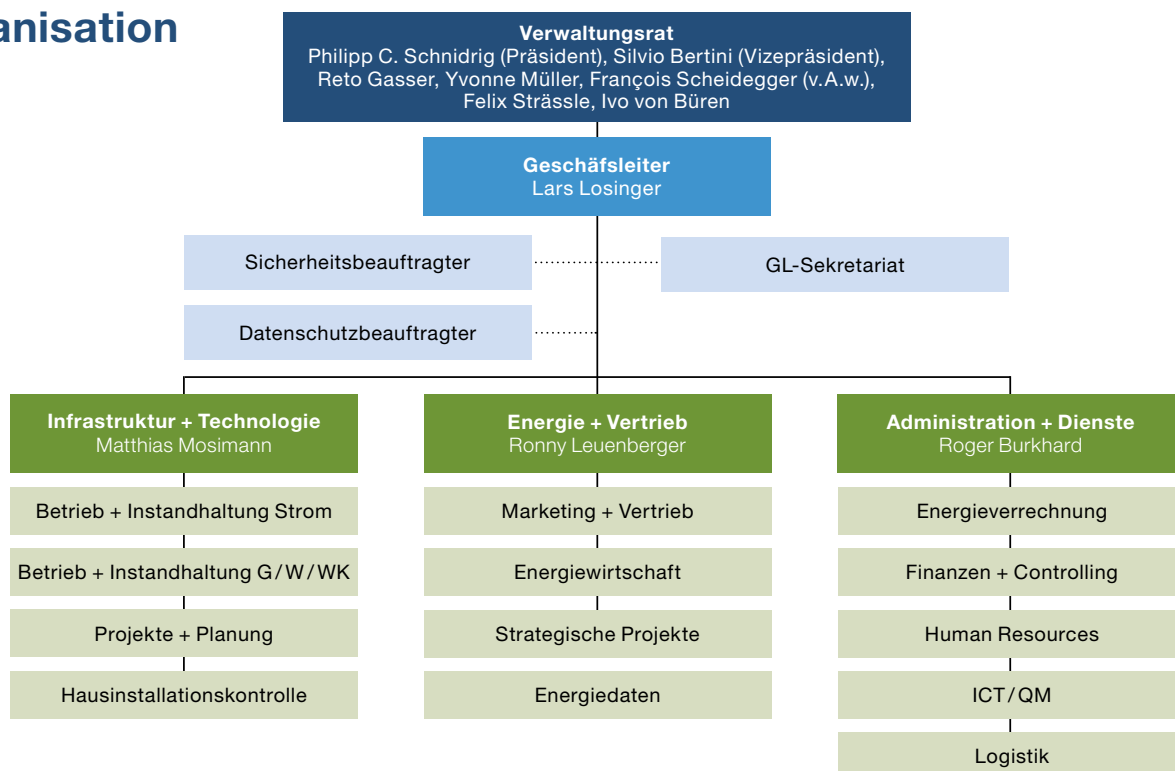 anisation
Verwaltungsrat
Philipp C. Schnidrig (Präsident), Silvio Bertini (Vizepräsident),
Reto Gasser, Yvonne Müller, François Scheidegger (v.A.w.),
Felix Strässle, Ivo von Büren
Geschäfsleiter
Lars Losinger
Sicherheitsbeauftragter
GL-Sekretariat
Datenschutzbeauftragter
Infrastruktur + Technologie
Matthias Mosimann
Betrieb + Instandhaltung Strom
Betrieb + Instandhaltung G / W / WK
Projekte + Planung
Hausinstallationskontrolle
Energie + Vertrieb
Ronny Leuenberger
Marketing + Vertrieb
Energiewirtschaft
Strategische Projekte
Energiedaten
Administration + Dienste
Roger Burkhard
Energieverrechnung
Finanzen + Controlling
Human Resources
ICT / QM
Logistik